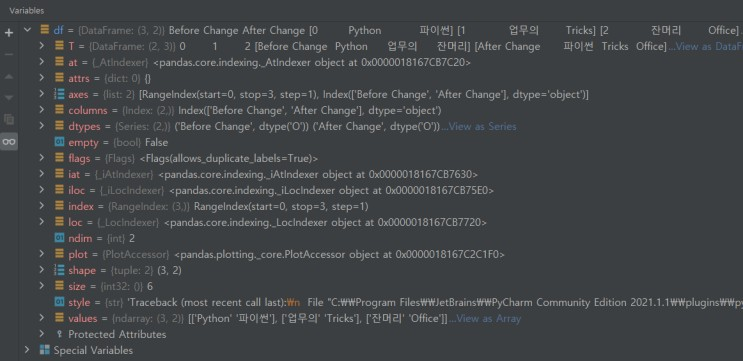 Variables
df = {DataFrame: (3, 2)} Before Change After Change [0 Python 파이썬] [1 업무의 Tricks] [2 잔머리 Office]
T = {DataFrame: (2, 3)} 0 1 2 [Before Change Python 업무의 잔머리] [After Change 파이썬 Tricks Office]...View as DataF
at = {_AtIndexer} <pandas.core.indexing._AtIndexer object at 0x0000018167CB7C20>
attrs = {dict: 0} {}
axes = {list: 2} [RangeIndex(start=0, stop=3, step=1), Index(['Before Change', 'After Change'], dtype='object')]
columns = {Index: (2,)} Index(['Before Change', 'After Change'], dtype='object')
dtypes = {Series: (2,)} ('Before Change', dtype('O')) ('After Change', dtype('O'))...View as Series
empty = {bool} False
flags = {Flags} <Flags(allows_duplicate_labels=True)>
iat = {_iAtIndexer} <pandas.core.indexing._iAtIndexer object at 0x0000018167CB7630>
iloc = {_iLocIndexer} <pandas.core.indexing._iLocIndexer object at 0x0000018167CB75E0>
index = {RangeIndex: (3,)} RangeIndex(start=0, stop=3, step=1)
loc = {_LocIndexer} <pandas.core.indexing._LocIndexer object at 0x0000018167CB7720>
ndim = {int} 2
plot = {PlotAccessor} <pandas.plotting._core.PlotAccessor object at 0x0000018167C2C1F0>
shape = {tuple: 2} (3, 2)
size = {int32: ()} 6
style = {str} 'Traceback (most recent call last):₩n File "C:₩₩Program Files₩₩JetBrains₩₩PyCharm Community Edition 2021.1.1₩₩plugins₩₩py
values = {ndarray: (3, 2)} [['Python' '파이썬'], ['업무의' 'Tricks'], ['잔머리' 'Office']]...View as Array
Protected Attributes
Special Variables